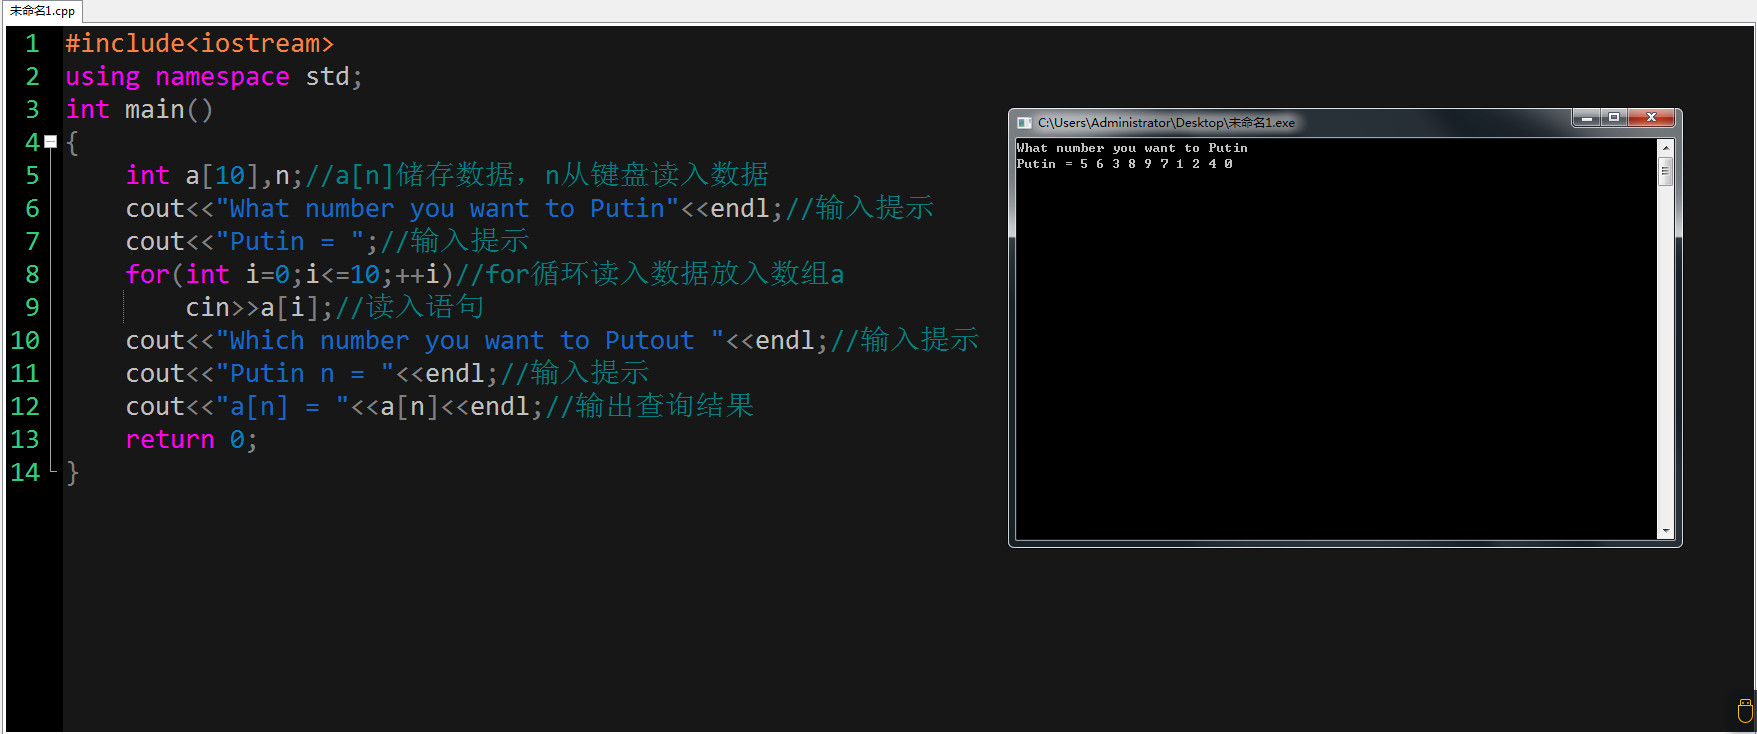 未命名1.cpp
1 #include<iostream>
2 using namespace std;
3 int main()
4 {
5 int a[10],n;//a[n]储存数据，n从键盘读入数据
6 cout<<"What number you want to Putin"<<endl;//输入提示
7 cout<<"Putin = ";//输入提示
8 for(int i=0;i<=10;++i)//for循环读入数据放入数组a
9 cin>>a[i];//读入语句
10 cout<<"Which number you want to Putout "<<endl;//输入提示
11 cout<<"Putin n = "<<endl;//输入提示
12 cout<<"a[n] = "<<a[n]<<endl;//输出查询结果
13 return 0;
14 }
C:\Users\Administrator\Desktop\未命名1.exe
What number you want to Putin
Putin = 5 6 3 8 9 7 1 2 4 0